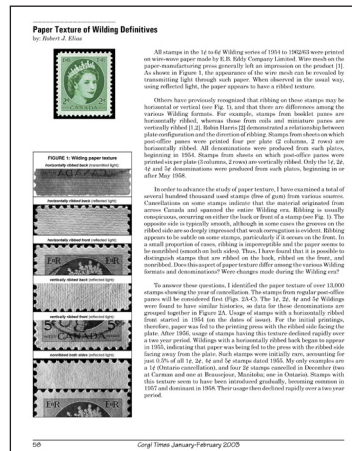 Paper Texture of Wilding Definitives
by: Robert J. Elias
All stamps in the 1¢ to 6¢ Wilding series of 1954 to 1962/63 were printed
on wire-wove paper made by E.B. Eddy Company Limited. Wire mesh on the
paper-manufacturing press generally left an impression on the product [1].
As shown in Figure 1, the appearance of the wire mesh can be revealed by
transmitting light through such paper. When observed in the usual way,
using reflected light, the paper appears to have a ribbed texture.
Others have previously recognized that ribbing on these stamps may be
horizontal or vertical (see Fig. 1), and that there are differences among the
various Wilding formats. For example, stamps from booklet panes are
horizontally ribbed, whereas those from coils and miniature panes are
vertically ribbed [1,2]. Robin Harris [2] demonstrated a relationship between
plate configuration and the direction of ribbing. Stamps from sheets on which
post-office panes were printed four per plate (2 columns, 2 rows) are
horizontally ribbed. All denominations were produced from such plates,
beginning in 1954. Stamps from sheets on which post-office panes were
printed six per plate (3 columns, 2 rows) are vertically ribbed. Only the 1¢, 2¢,
4¢ and 5¢ denominations were produced from such plates, beginning in or
after May 1958.
FIGURE 1: Wilding paper texture
horizontally ribbed back (transmitted light)
horizontally ribbed back (reflected light)
horizontally ribbed front (reflected light)
vertically ribbed back (reflected light)
vertically ribbed front (reflected light)
nonribbed both sides (reflected light)
In order to advance the study of paper texture, I have examined a total of
several hundred thousand used stamps (free of gum) from various sources.
Cancellations on some stamps indicate that the material originated from
across Canada and spanned the entire Wilding era. Ribbing is usually
conspicuous, occurring on either the back or front of a stamp (see Fig. 1). The
opposite side is typically smooth, although in some cases the grooves on the
ribbed side are so deeply impressed that weak corrugation is evident. Ribbing
appears to be subtle on some stamps, particularly if it occurs on the front. In
a small proportion of cases, ribbing is imperceptible and the paper seems to
be nonribbed (smooth on both sides). Thus, I have found that it is possible to
distinguish stamps that are ribbed on the back, ribbed on the front, and
nonribbed. Does this aspect of paper texture differ among the various Wilding
formats and denominations? Were changes made during the Wilding era?
To answer these questions, I identified the paper texture of over 13,000
stamps showing the year of cancellation. The stamps from regular post-office
panes will be considered first (Figs. 2A-C). The 1¢, 2¢, 4¢ and 5¢ Wildings
were found to have similar histories, so data for these denominations are
grouped together in Figure 2A. Usage of stamps with a horizontally ribbed
front started in 1954 (on the dates of issue). For the initial printings,
therefore, paper was fed to the printing press with the ribbed side facing the
plate. After 1956, usage of stamps having this texture declined rapidly over
a two year period. Wildings with a horizontally ribbed back began to appear
in 1955, indicating that paper was being fed to the press with the ribbed side
facing away from the plate. Such stamps were initially rare, accounting for
just 0.5% of all 1¢, 2¢, 4¢ and 5¢ stamps dated 1955. My only examples are
a 1¢ (Ontario cancellation), and four 2¢ stamps cancelled in December (two
at Carman and one at Beausejour, Manitoba; one in Ontario). Stamps with
this texture seem to have been introduced gradually, becoming common in
1957 and dominant in 1958. Their usage then declined rapidly over a two year
period.
58
Corgi Times January-February 2003